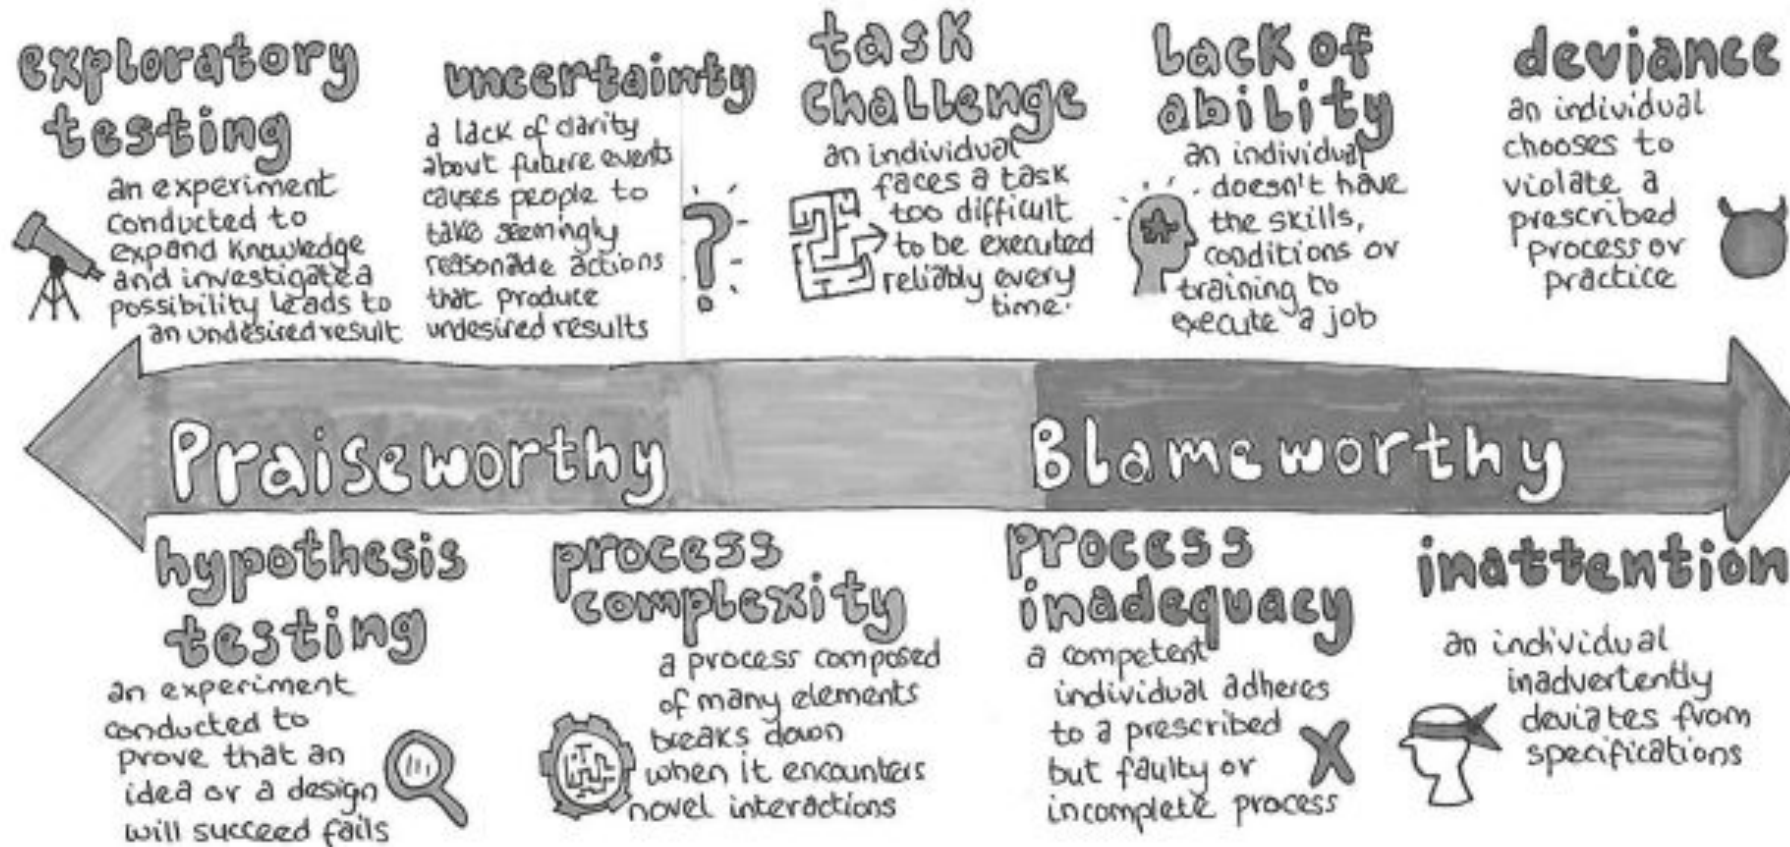 exploratory
testing
an experiment
conducted to
expand knowledge
and investigate a
possibility leads to
an undesired result
uncertainty
a lack of clarity
about future events
causes people to
take seemingly
reasonable actions
that produce
undesired results
?
task
challenge
an individual
faces a task
too difficult
to be executed
reliably every
time.
lack of
ability
an individual
doesn't have
the skills,
conditions or
training to
execute a job
deviance
an individual
chooses to
violate a
prescribed
process or
practice
Praiseworthy
Blameworthy
hypothesis
testing
an experiment
conducted to
prove that an
idea or a design
will succeed fails
process
complexity
a process composed
of many elements
breaks down
when it encounters
novel interactions
process
inadequacy
a competent
individual adheres
to a prescribed
but faulty or
incomplete process
inattention
an individual
inadvertently
deviates from
specifications